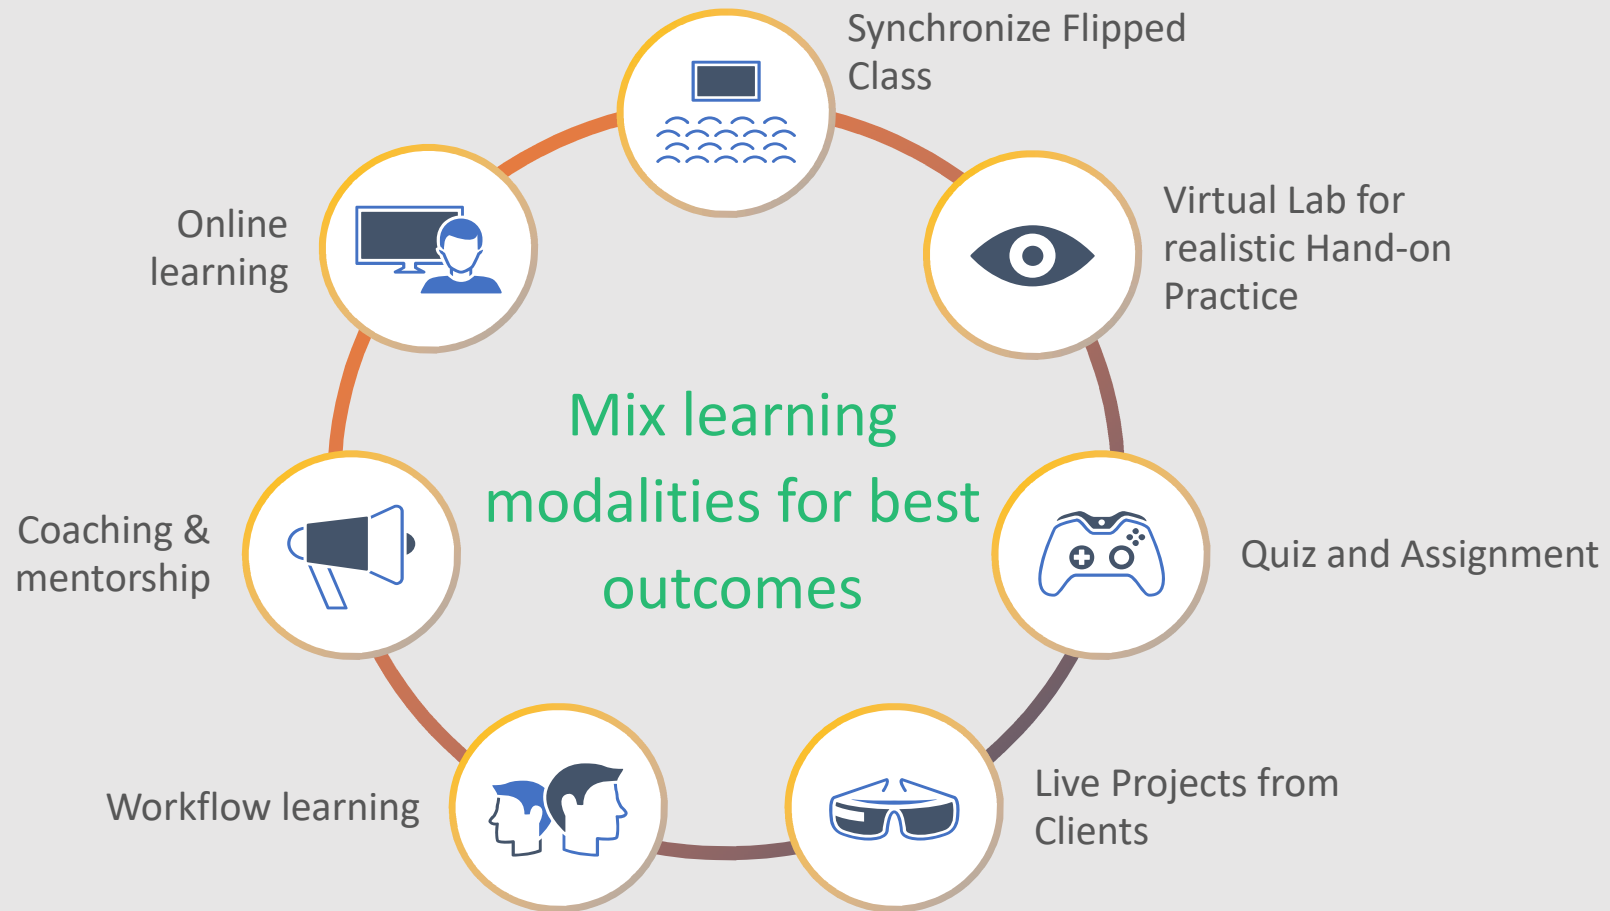 Synchronize Flipped
Class
Virtual Lab for
realistic Hand-on
Practice
Quiz and Assignment
Live Projects from
Clients
Workflow learning
Coaching &
mentorship
Online
learning
Mix learning
modalities for best
outcomes